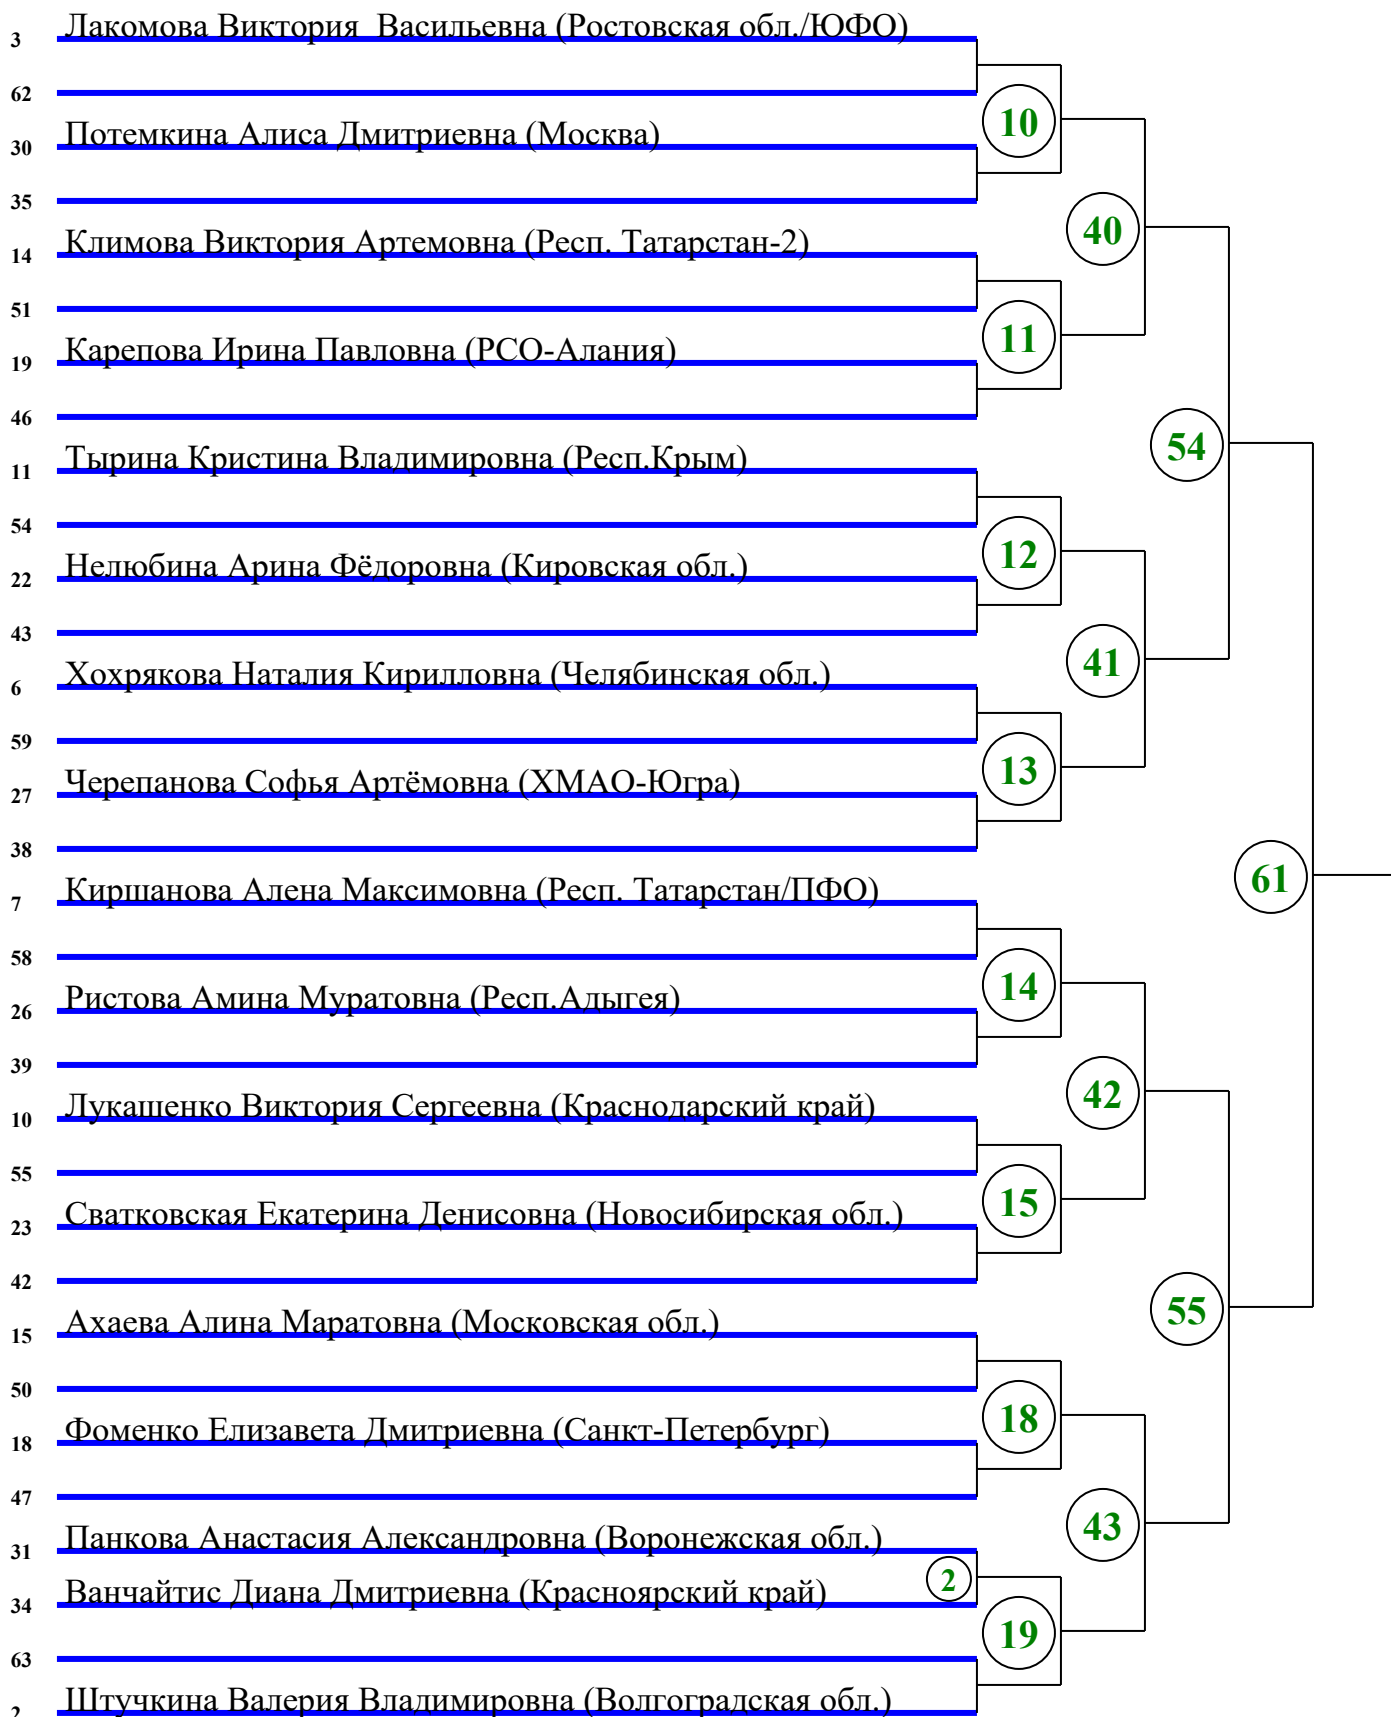 3 Лакомова Виктория  Васильевна (Ростовская обл./ЮФО)
62
10
30 Потемкина Алиса Дмитриевна (Москва)
35
40
14 Климова Виктория Артемовна (Респ. Татарстан-2)
51
11
19 Карепова Ирина Павловна (РСО-Алания)
46
54
11 Тырина Кристина Владимировна (Респ.Крым)
54
12
22 Нелюбина Арина Фёдоровна (Кировская обл.)
43
41
6 Хохрякова Наталия Кирилловна (Челябинская обл.)
59
13
27 Черепанова Софья Артёмовна (ХМАО-Югра)
38
61
7 Киршанова Алена Максимовна (Респ. Татарстан/ПФО)
58
14
26 Ристова Амина Муратовна (Респ.Адыгея)
39
42
10 Лукашенко Виктория Сергеевна (Краснодарский край)
55
15
23 Сватковская Екатерина Денисовна (Новосибирская обл.)
42
55
15 Ахаева Алина Маратовна (Московская обл.)
50
18
18 Фоменко Елизавета Дмитриевна (Санкт-Петербург)
47
43
31 Панкова Анастасия Александровна (Воронежская обл.)
2
34 Ванчайтис Диана Дмитриевна (Красноярский край)
19
63
2 Штучкина Валерия Владимировна (Волгоградская обл.)